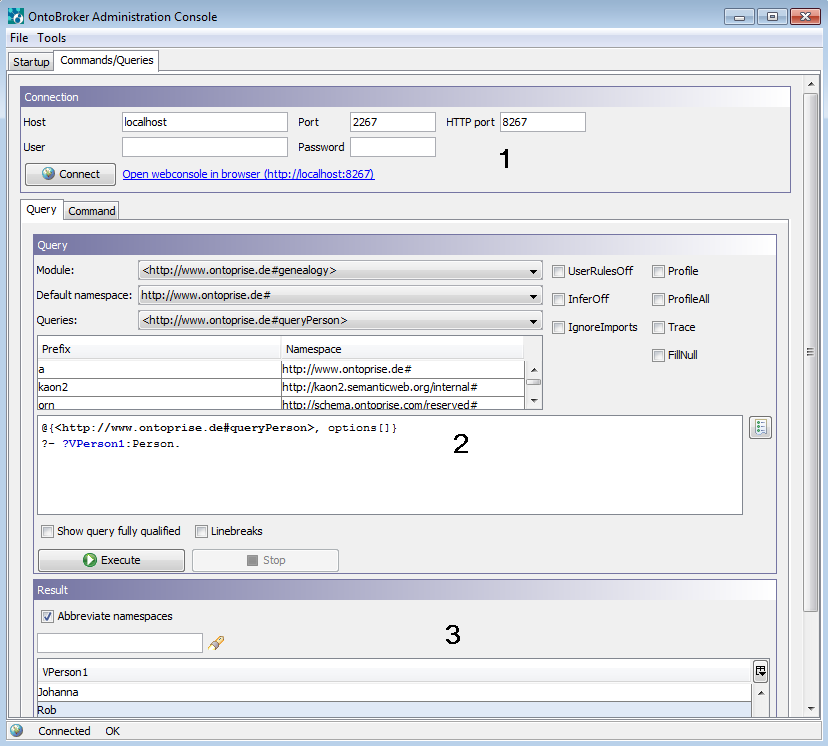 OntoBroker Administration Console
File Tools
Startup Commands/Queries
Connection
Host localhost Port 2267 HTTP port 8267
User Password
1
Connect Open webconsole in browser (http://localhost:8267)
Query Command
Query
Module: <http://www.ontoprise.de#genealogy> UserRulesOff Profile
Default namespace: http://www.ontoprise.de# InferOff ProfileAll
Queries: <http://www.ontoprise.de#queryPerson> IgnoreImports Trace
Prefix Namespace FillNull
a http://www.ontoprise.de#
kaon2 http://kaon2.semanticweb.org/internal#
orn http://schema.ontoprise.com/reserved#
@{<http://www.ontoprise.de#queryPerson>, options[]}
?- ?VPerson1:Person.
2
Show query fully qualified Linebreaks
Execute Stop
Result
Abbreviate namespaces
3
VPerson1
Johanna
Rob
Connected OK